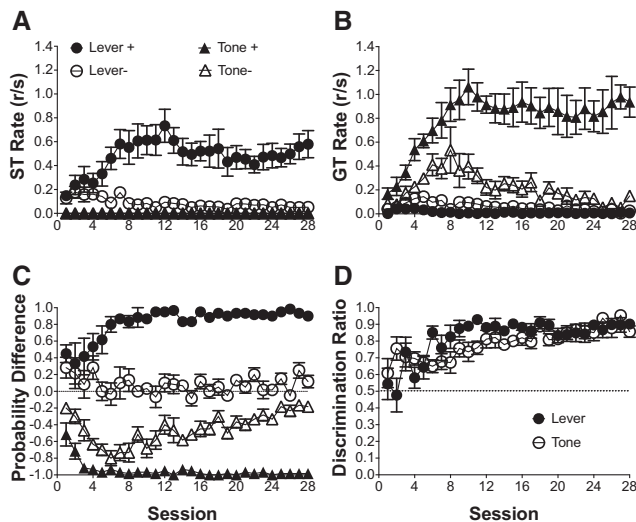 A
Lever +
Tone +
Lever-
Tone-
ST Rate (r/s)
1.4
1.2
1.0
0.8
0.6
0.4
0.2
0.0
0 4 8 12 16 20 24 28
B
GT Rate (r/s)
1.4
1.2
1.0
0.8
0.6
0.4
0.2
0.0
0 4 8 12 16 20 24 28
C
Probability Difference
1.0
0.8
0.6
0.4
0.2
0.0
-0.2
-0.4
-0.6
-0.8
-1.0
0 4 8 12 16 20 24 28
Session
D
Discrimination Ratio
1.0
0.9
0.8
0.7
0.6
0.5
0.4
0.3
0.2
0.1
0.0
Lever
Tone
0 4 8 12 16 20 24 28
Session